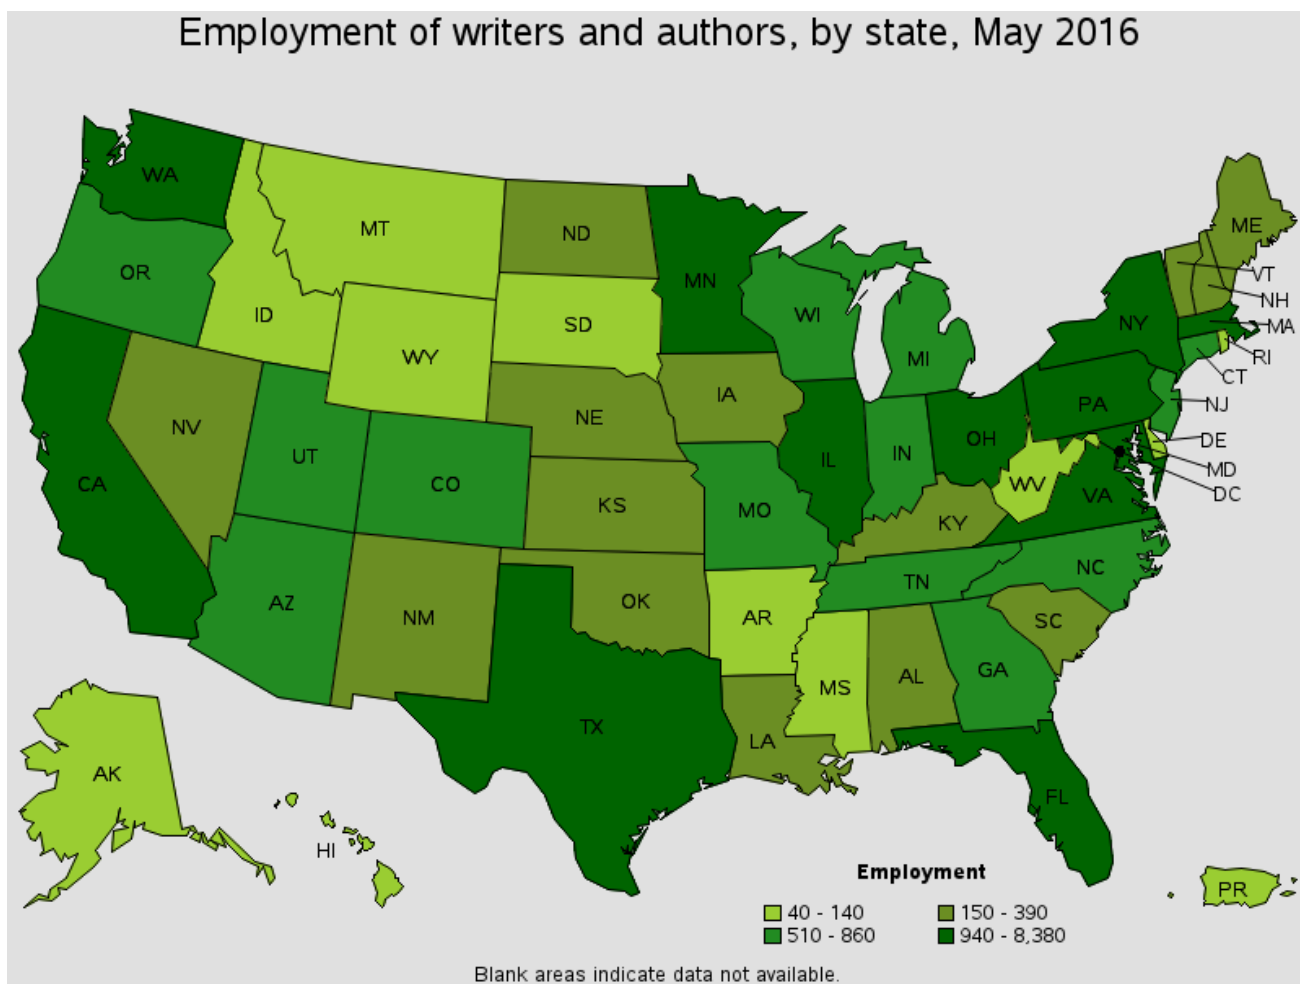 Employment of writers and authors, by state, May 2016
WA
MT
ND
MN
ME
OR
ID
SD
WI
MI
NY
VT
NH
MA
RI
CT
WY
IA
NE
PA
NJ
NV
UT
CO
IL
IN
OH
DE
MD
DC
CA
KS
MO
WV
VA
KY
AZ
NM
OK
AR
TN
NC
SC
MS
AL
GA
TX
LA
AK
HI
FL
PR
Employment
40 - 140
150 - 390
510 - 860
940 - 8,380
Blank areas indicate data not available.